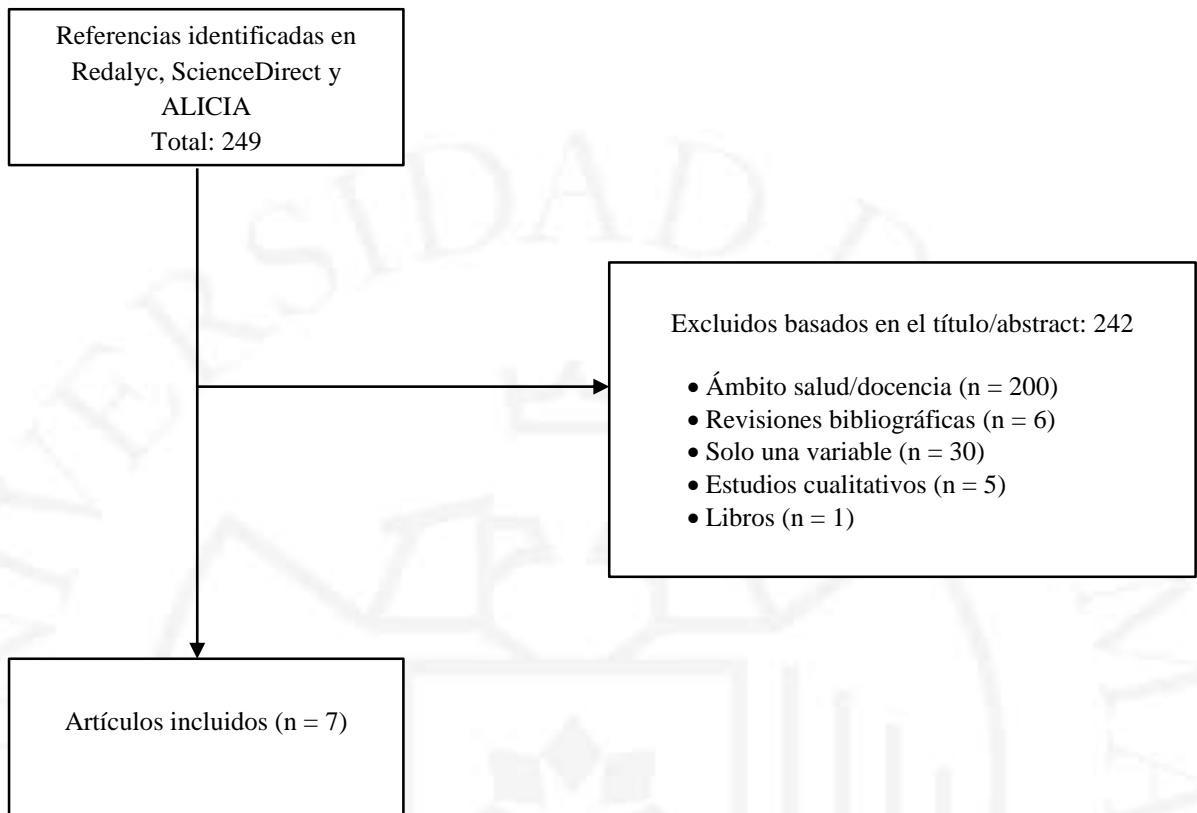 Referencias identificadas en
Redalyc, ScienceDirect y
ALICIA
Total: 249
Excluidos basados en el título/abstract: 242
• Ámbito salud/docencia (n = 200)
• Revisiones bibliográficas (n = 6)
• Solo una variable (n = 30)
• Estudios cualitativos (n = 5)
• Libros (n = 1)
Artículos incluidos (n = 7)